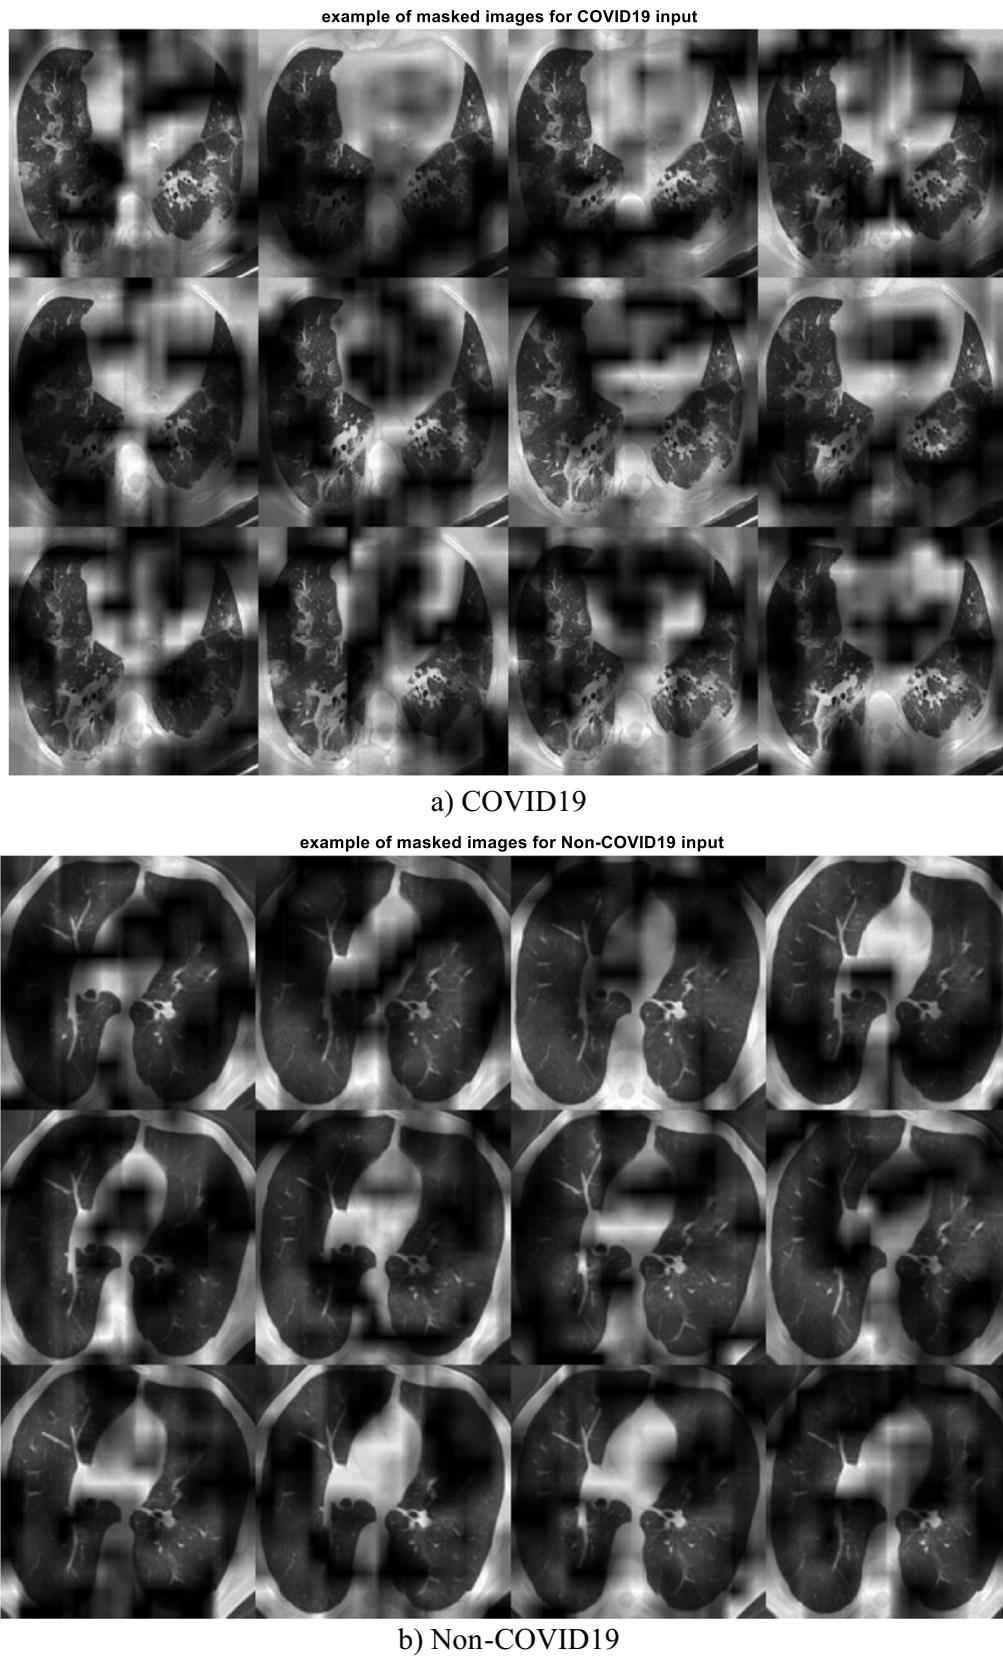 example of masked images for COVID19 input
a) COVID19
example of masked images for Non-COVID19 input
b) Non-COVID19